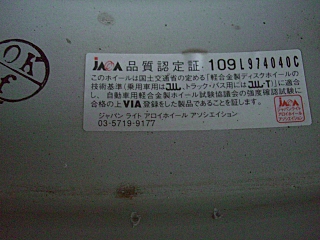 OK
JAWA 品質認定証 109L974040C
このホイールは国土交通省の定める「軽合金製ディスクホイールの
技術基準(乗用車用はJWL、トラック・バス用にはJWL-T)」に適合
し、自動車用軽合金製ホイール試験協議会の強度確認試験に
合格の上VIA登録をした製品であることを証します。
ジャパン ライト アロイホイール アソシエイション
03-5719-9177